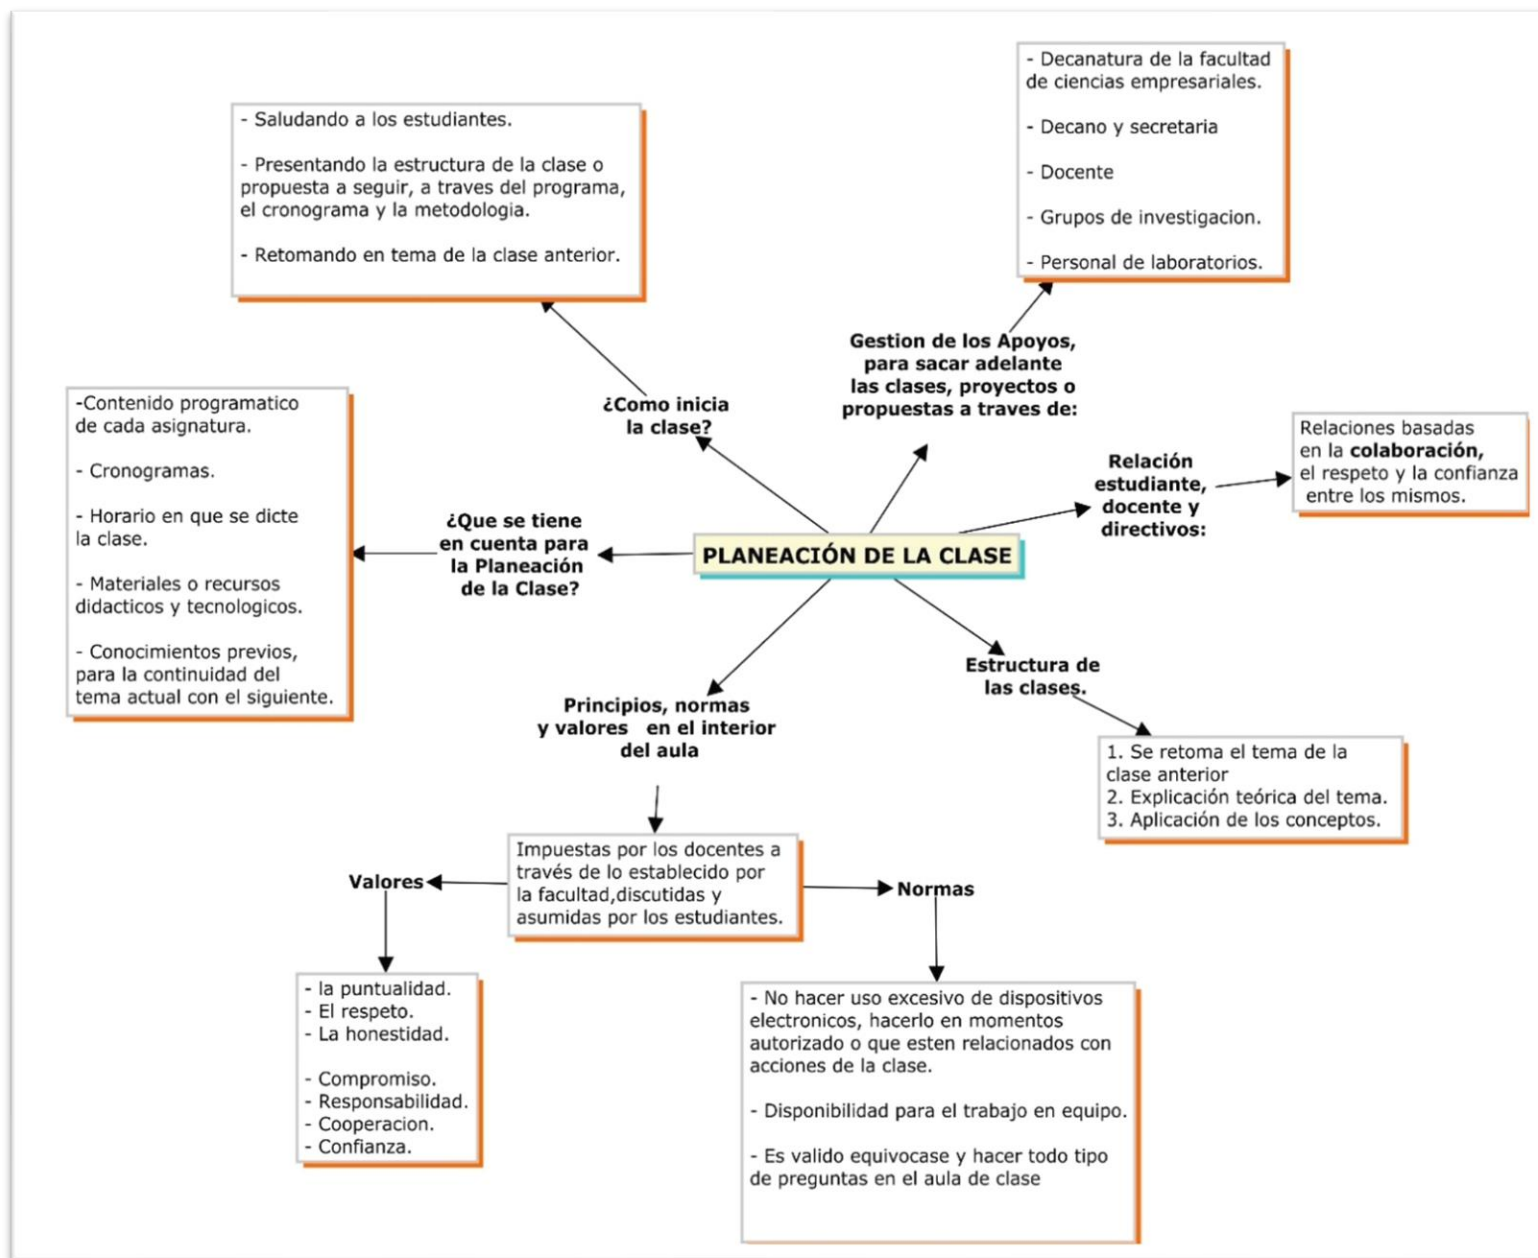 - Decanatura de la facultad
de ciencias empresariales.
- Decano y secretaria
- Docente
- Grupos de investigacion.
- Personal de laboratorios.
- Saludando a los estudiantes.
- Presentando la estructura de la clase o
propuesta a seguir, a traves del programa,
el cronograma y la metodologia.
- Retomando en tema de la clase anterior.
Gestion de los Apoyos,
para sacar adelante
las clases, proyectos o
propuestas a traves de:
¿Como inicia
la clase?
-Contenido programatico
de cada asignatura.
- Cronogramas.
- Horario en que se dicte
la clase.
- Materiales o recursos
didacticos y tecnologicos.
- Conocimientos previos,
para la continuidad del
tema actual con el siguiente.
¿Que se tiene
en cuenta para
la Planeación
de la Clase?
PLANEACIÓN DE LA CLASE
Relación
estudiante,
docente y
directivos:
Relaciones basadas
en la colaboración,
el respeto y la confianza
entre los mismos.
Estructura de
las clases.
1. Se retoma el tema de la
clase anterior
2. Explicación teórica del tema.
3. Aplicación de los conceptos.
Principios, normas
y valores en el interior
del aula
Impuestas por los docentes a
través de lo establecido por
la facultad,discutidas y
asumidas por los estudiantes.
Valores
Normas
- la puntualidad.
- El respeto.
- La honestidad.
- Compromiso.
- Responsabilidad.
- Cooperacion.
- Confianza.
- No hacer uso excesivo de dispositivos
electronicos, hacerlo en momentos
autorizado o que esten relacionados con
acciones de la clase.
- Disponibilidad para el trabajo en equipo.
- Es valido equivocase y hacer todo tipo
de preguntas en el aula de clase